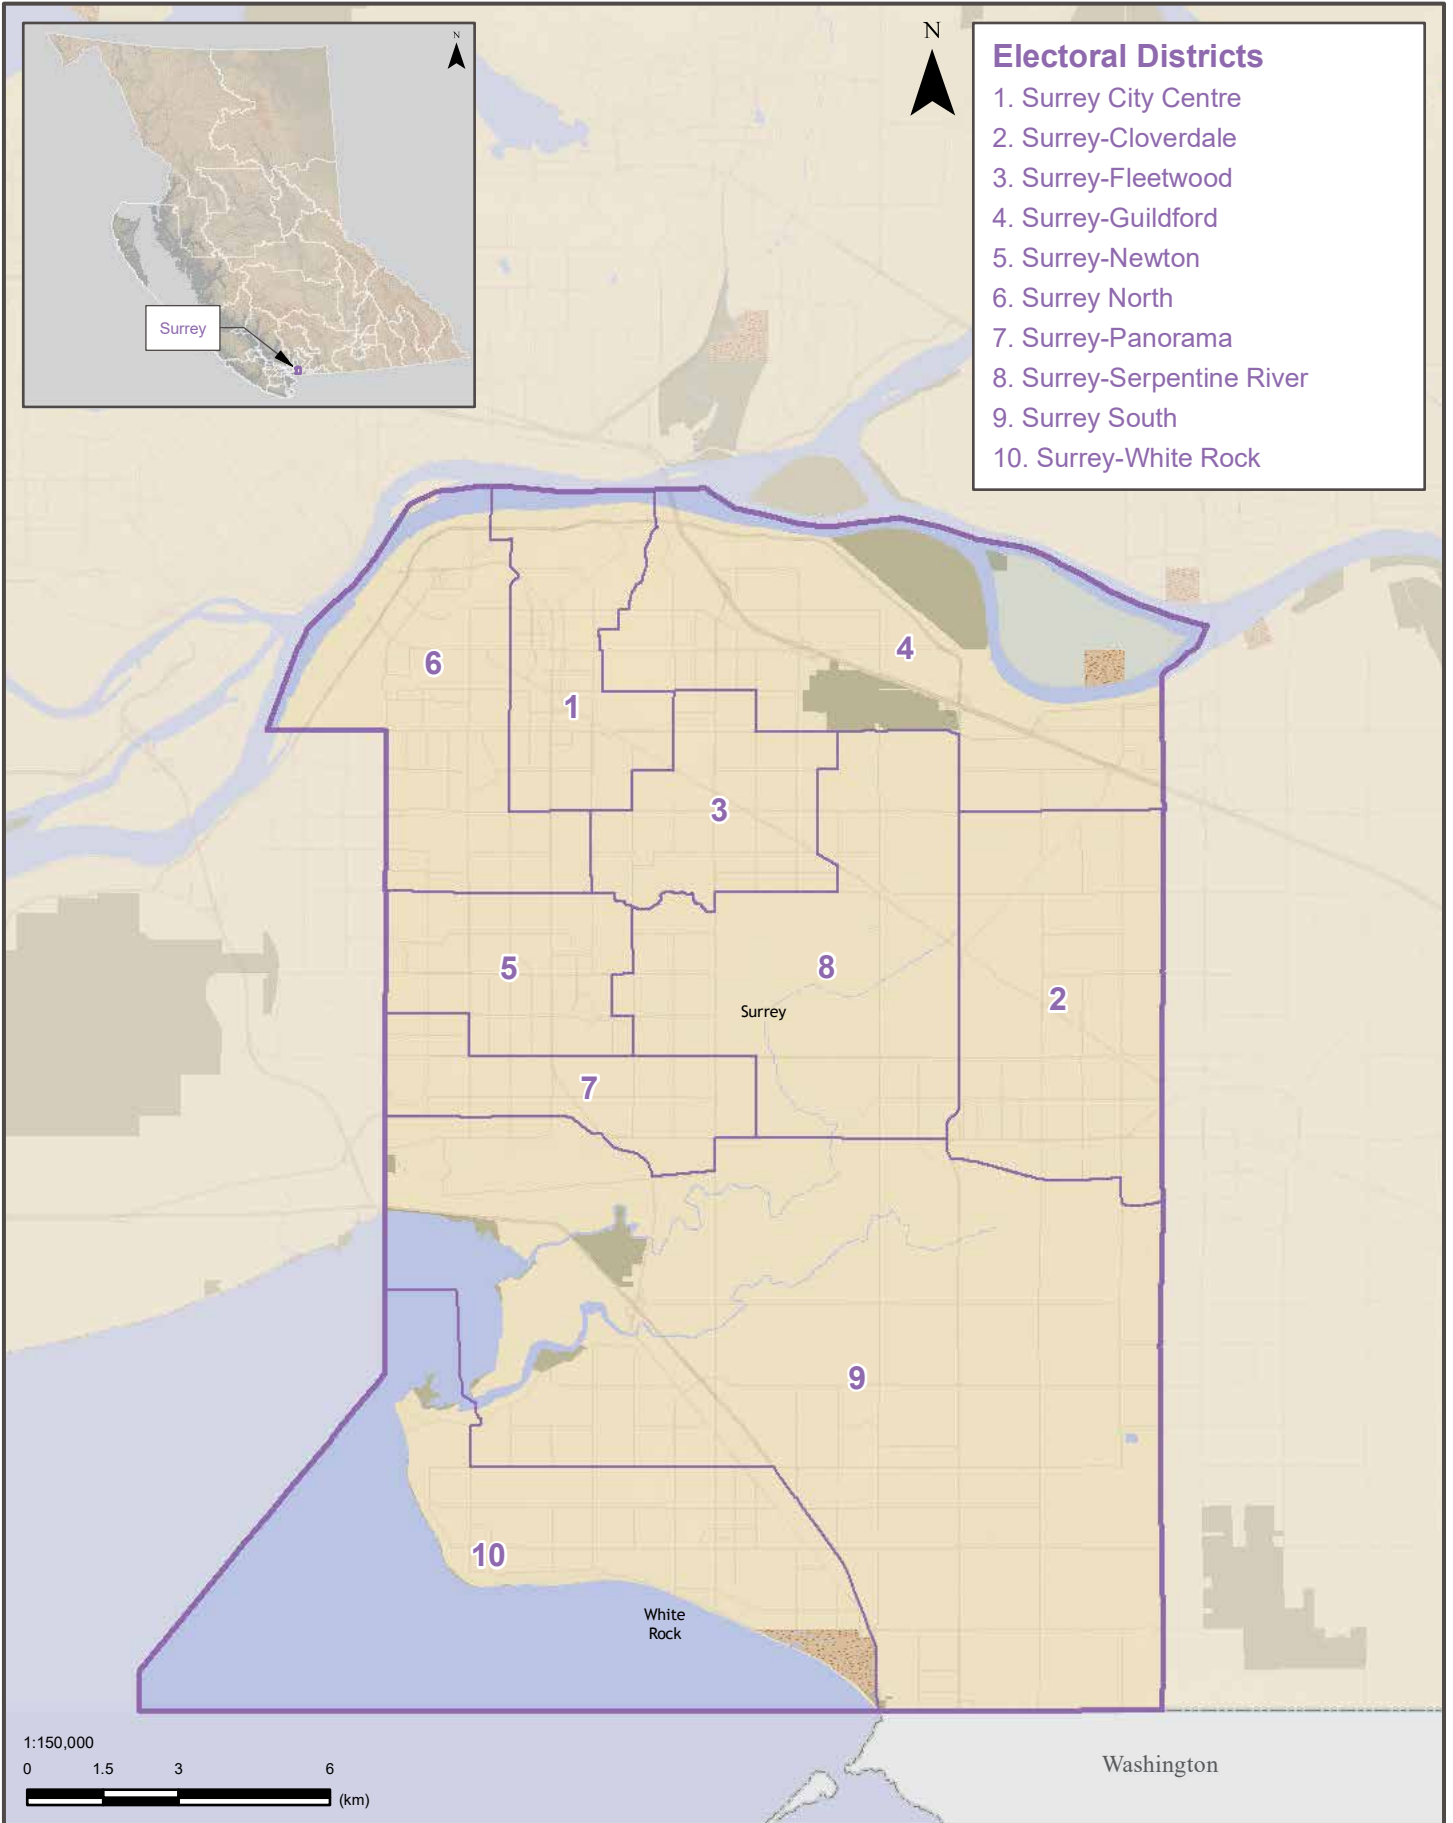 N
Surrey
N
Electoral Districts
1. Surrey City Centre
2. Surrey-Cloverdale
3. Surrey-Fleetwood
4. Surrey-Guildford
5. Surrey-Newton
6. Surrey North
7. Surrey-Panorama
8. Surrey-Serpentine River
9. Surrey South
10. Surrey-White Rock
6
4
1
3
5
8
2
Surrey
7
9
10
White
Rock
Washington
1:150,000
0 1.5 3 6
(km)